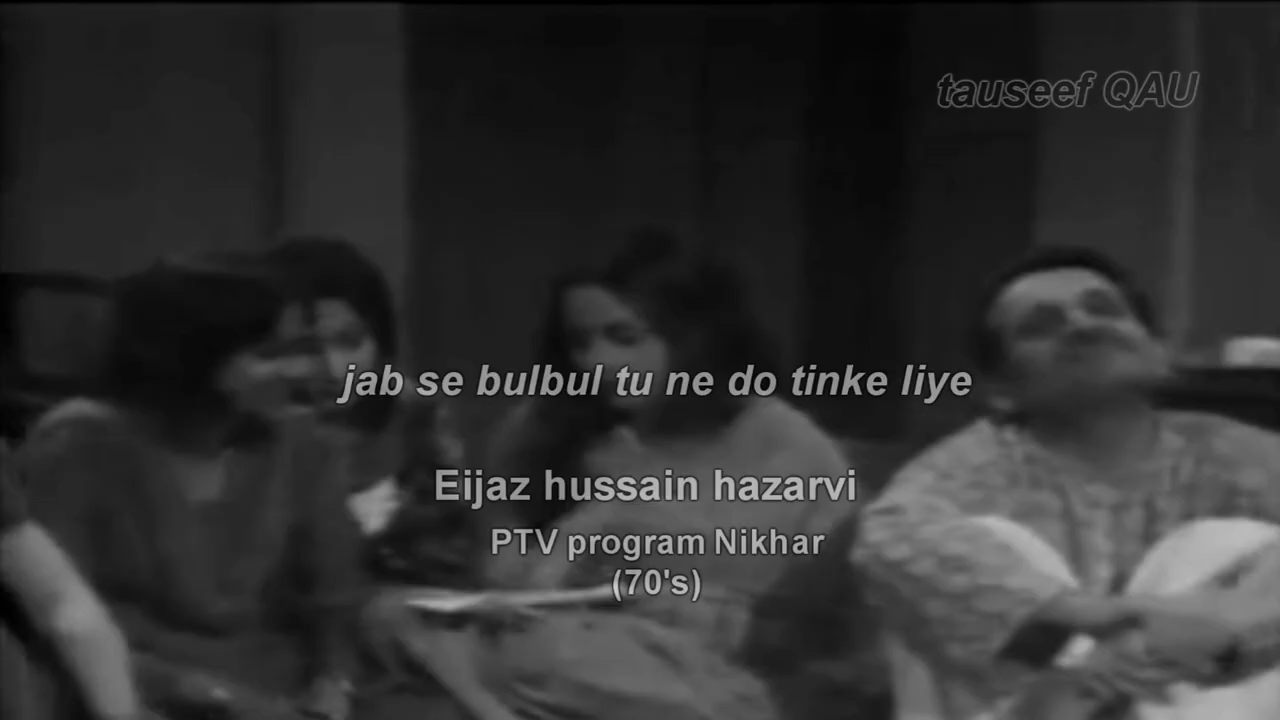 tauseef QAU
jab se bulbul tu ne do tinke liye
Eijaz hussain hazarvi
PTV program Nikhar
(70's)